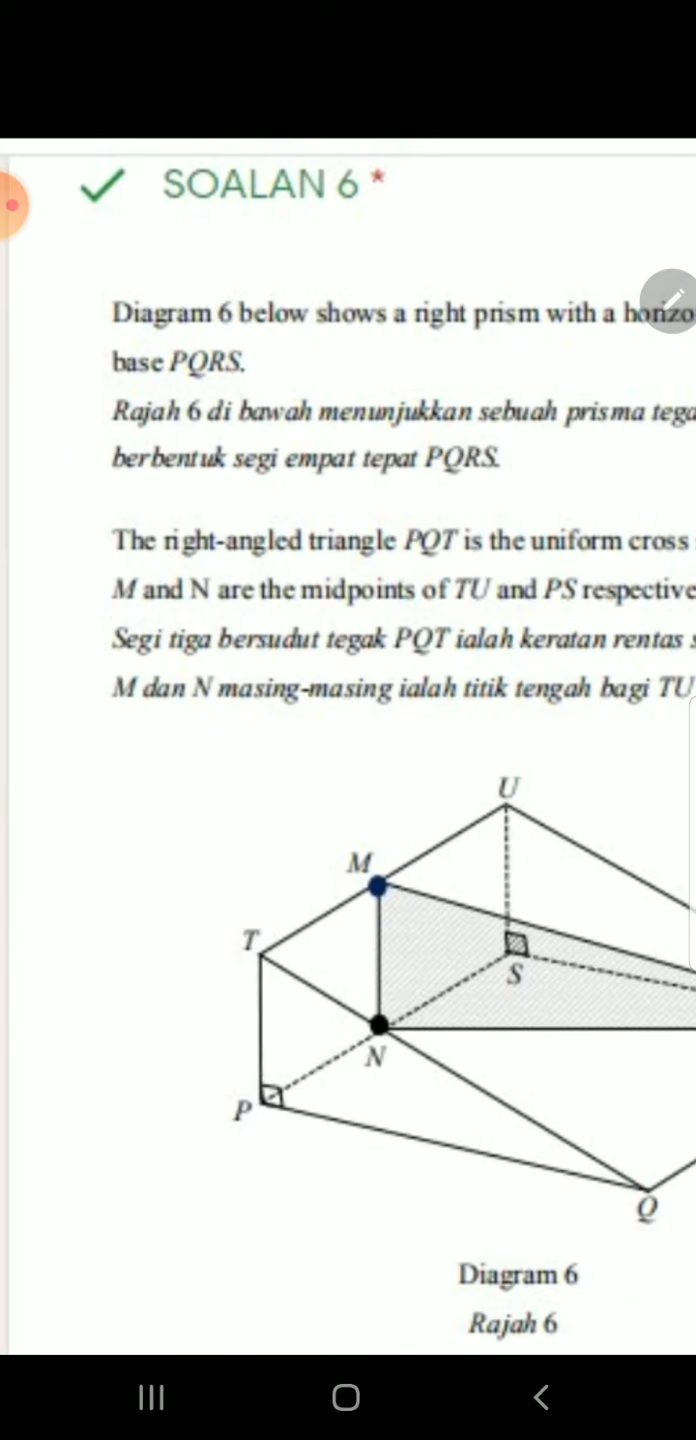 SOALAN 6 *
Diagram 6 below shows a right prism with a horizo
base PQRS.
Rajah 6 di bawah menunjukkan sebuah prisma tega
berbentuk segi empat tepat PQRS.
The right-angled triangle PQT is the uniform cross
M and N are the midpoints of TU and PS respective
Segi tiga bersudut tegak PQT ialah keratan rentas s
M dan N masing-masing ialah titik tengah bagi TU
U
M
T
S
N
P
Q
Diagram 6
Rajah 6